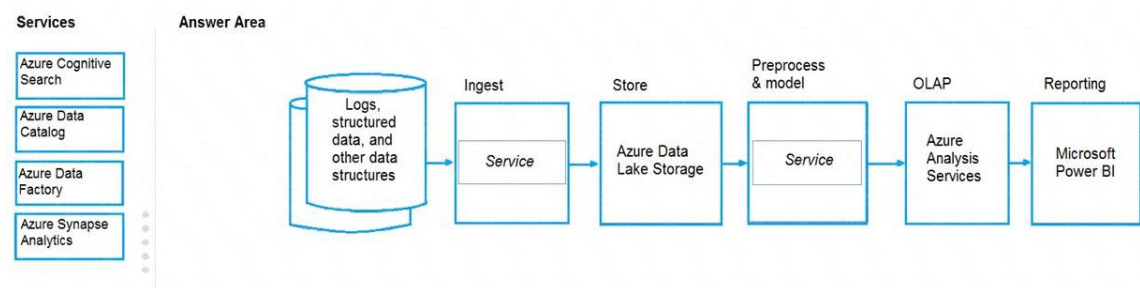 Services
Answer Area
Azure Cognitive
Search
Azure Data
Catalog
Azure Data
Factory
Azure Synapse
Analytics
Logs,
structured
data, and
other data
structures
Ingest
Service
Store
Azure Data
Lake Storage
Preprocess
& model
Service
OLAP
Azure
Analysis
Services
Reporting
Microsoft
Power BI